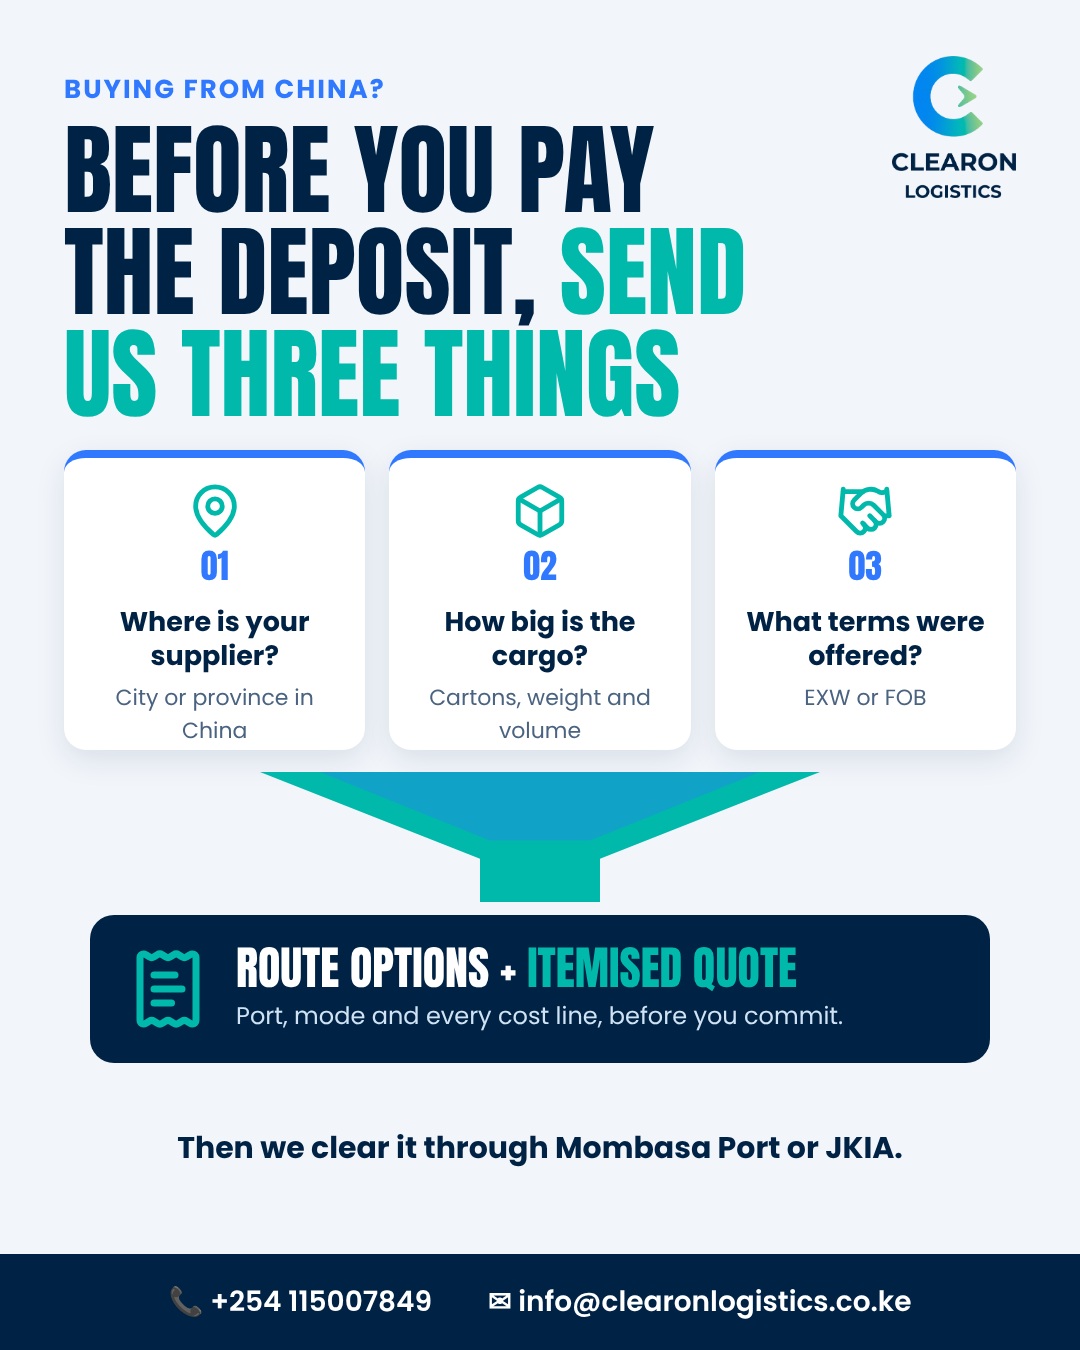 BUYING FROM CHINA?
BEFORE YOU PAY
THE DEPOSIT, SEND
US THREE THINGS
CLEARON
LOGISTICS
01
Where is your
supplier?
City or province in
China
02
How big is the
cargo?
Cartons, weight and
volume
03
What terms were
offered?
EXW or FOB
ROUTE OPTIONS + ITEMISED QUOTE
Port, mode and every cost line, before you commit.
Then we clear it through Mombasa Port or JKIA.
📞 +254 115007849 ✉ info@clearonlogistics.co.ke